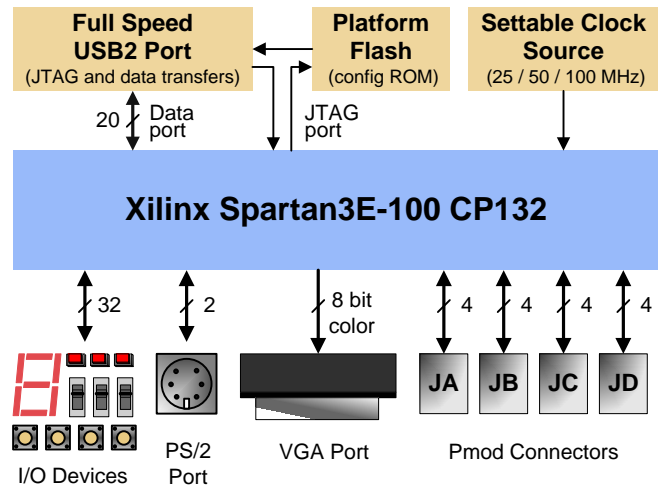 Full Speed
USB2 Port
(JTAG and data transfers)
Platform
Flash
(config ROM)
Settable Clock
Source
(25 / 50 / 100 MHz)
20
Data
port
JTAG
port
Xilinx Spartan3E-100 CP132
32
2
8 bit
color
4
4
4
4
JA
JB
JC
JD
I/O Devices
PS/2
Port
VGA Port
Pmod Connectors